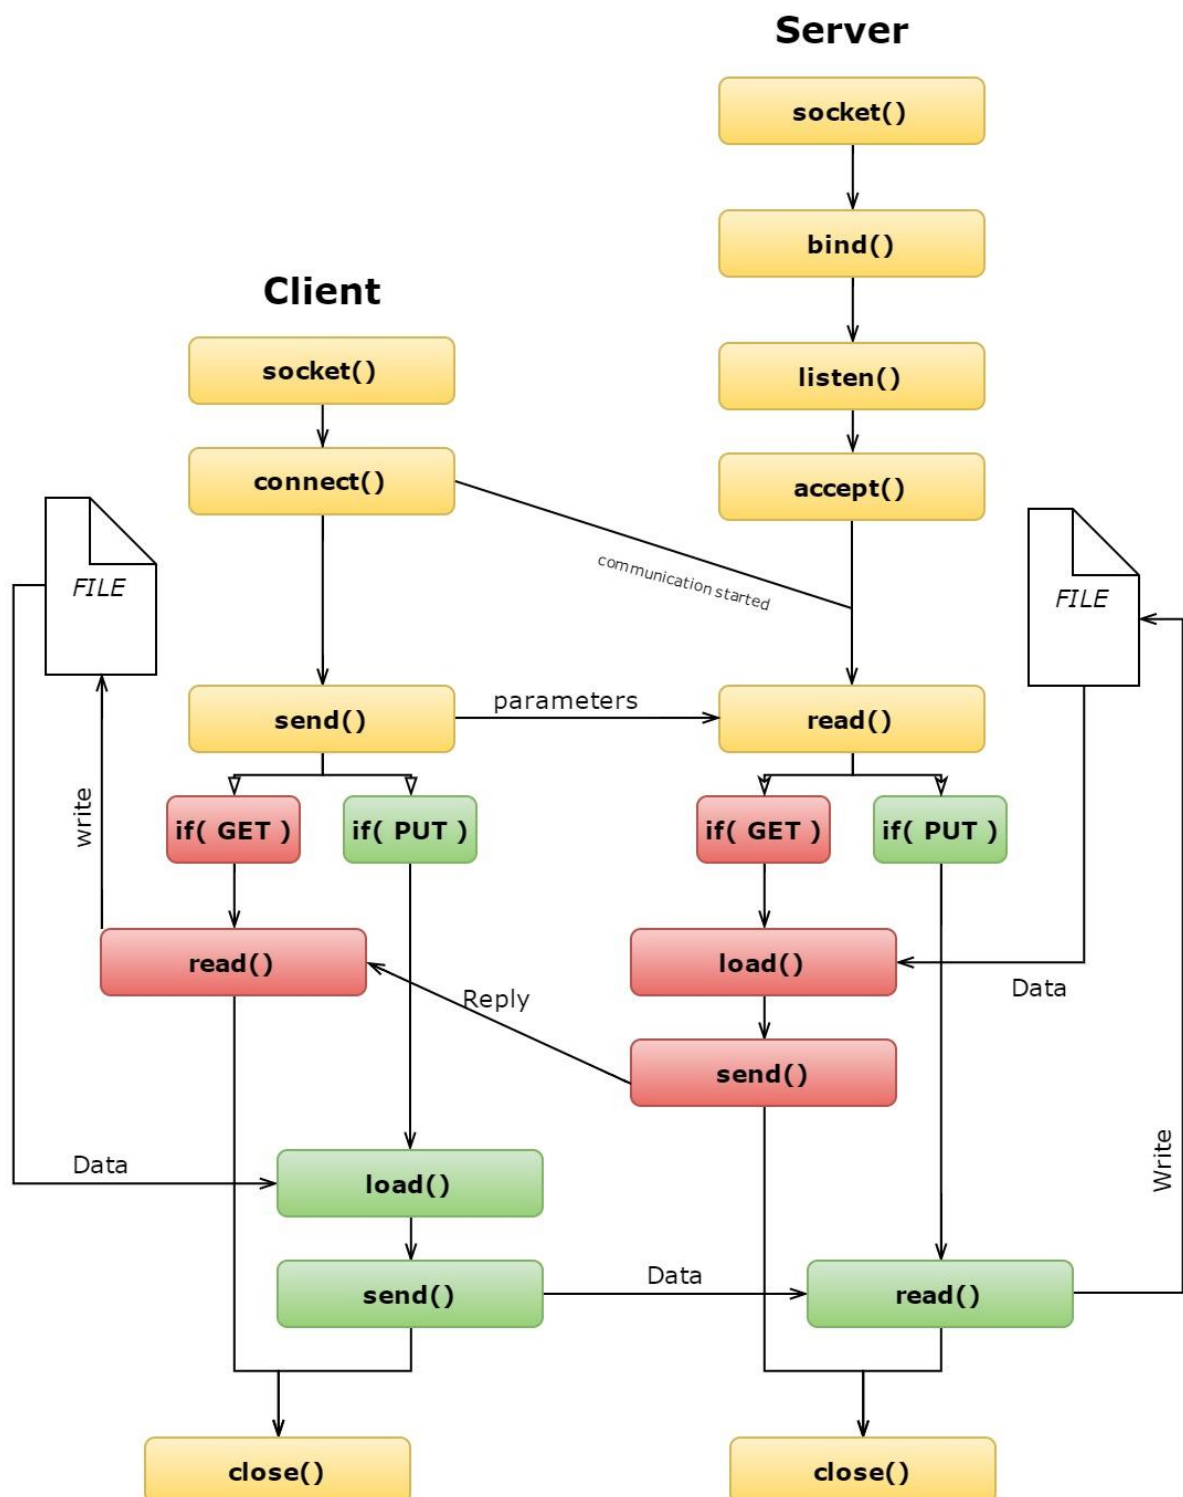 Server
socket()
bind()
Client
listen()
socket()
connect()
accept()
communication started
FILE
FILE
send()
parameters
read()
write
if( GET )
if( PUT )
if( GET )
if( PUT )
read()
load()
Reply
Data
send()
Data
load()
Write
send()
Data
read()
close()
close()